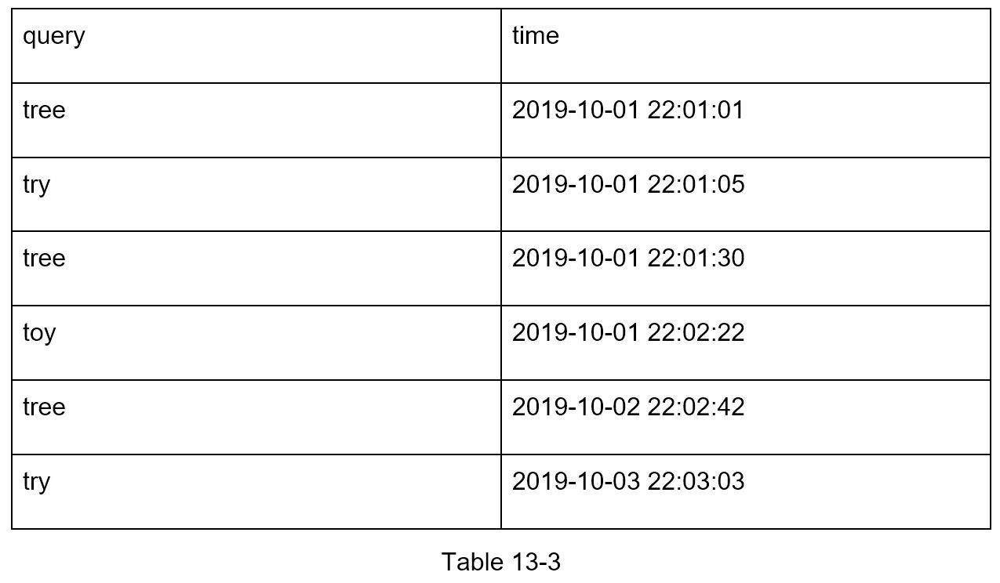 query time
tree 2019-10-01 22:01:01
try 2019-10-01 22:01:05
tree 2019-10-01 22:01:30
toy 2019-10-01 22:02:22
tree 2019-10-02 22:02:42
try 2019-10-03 22:03:03
Table 13-3